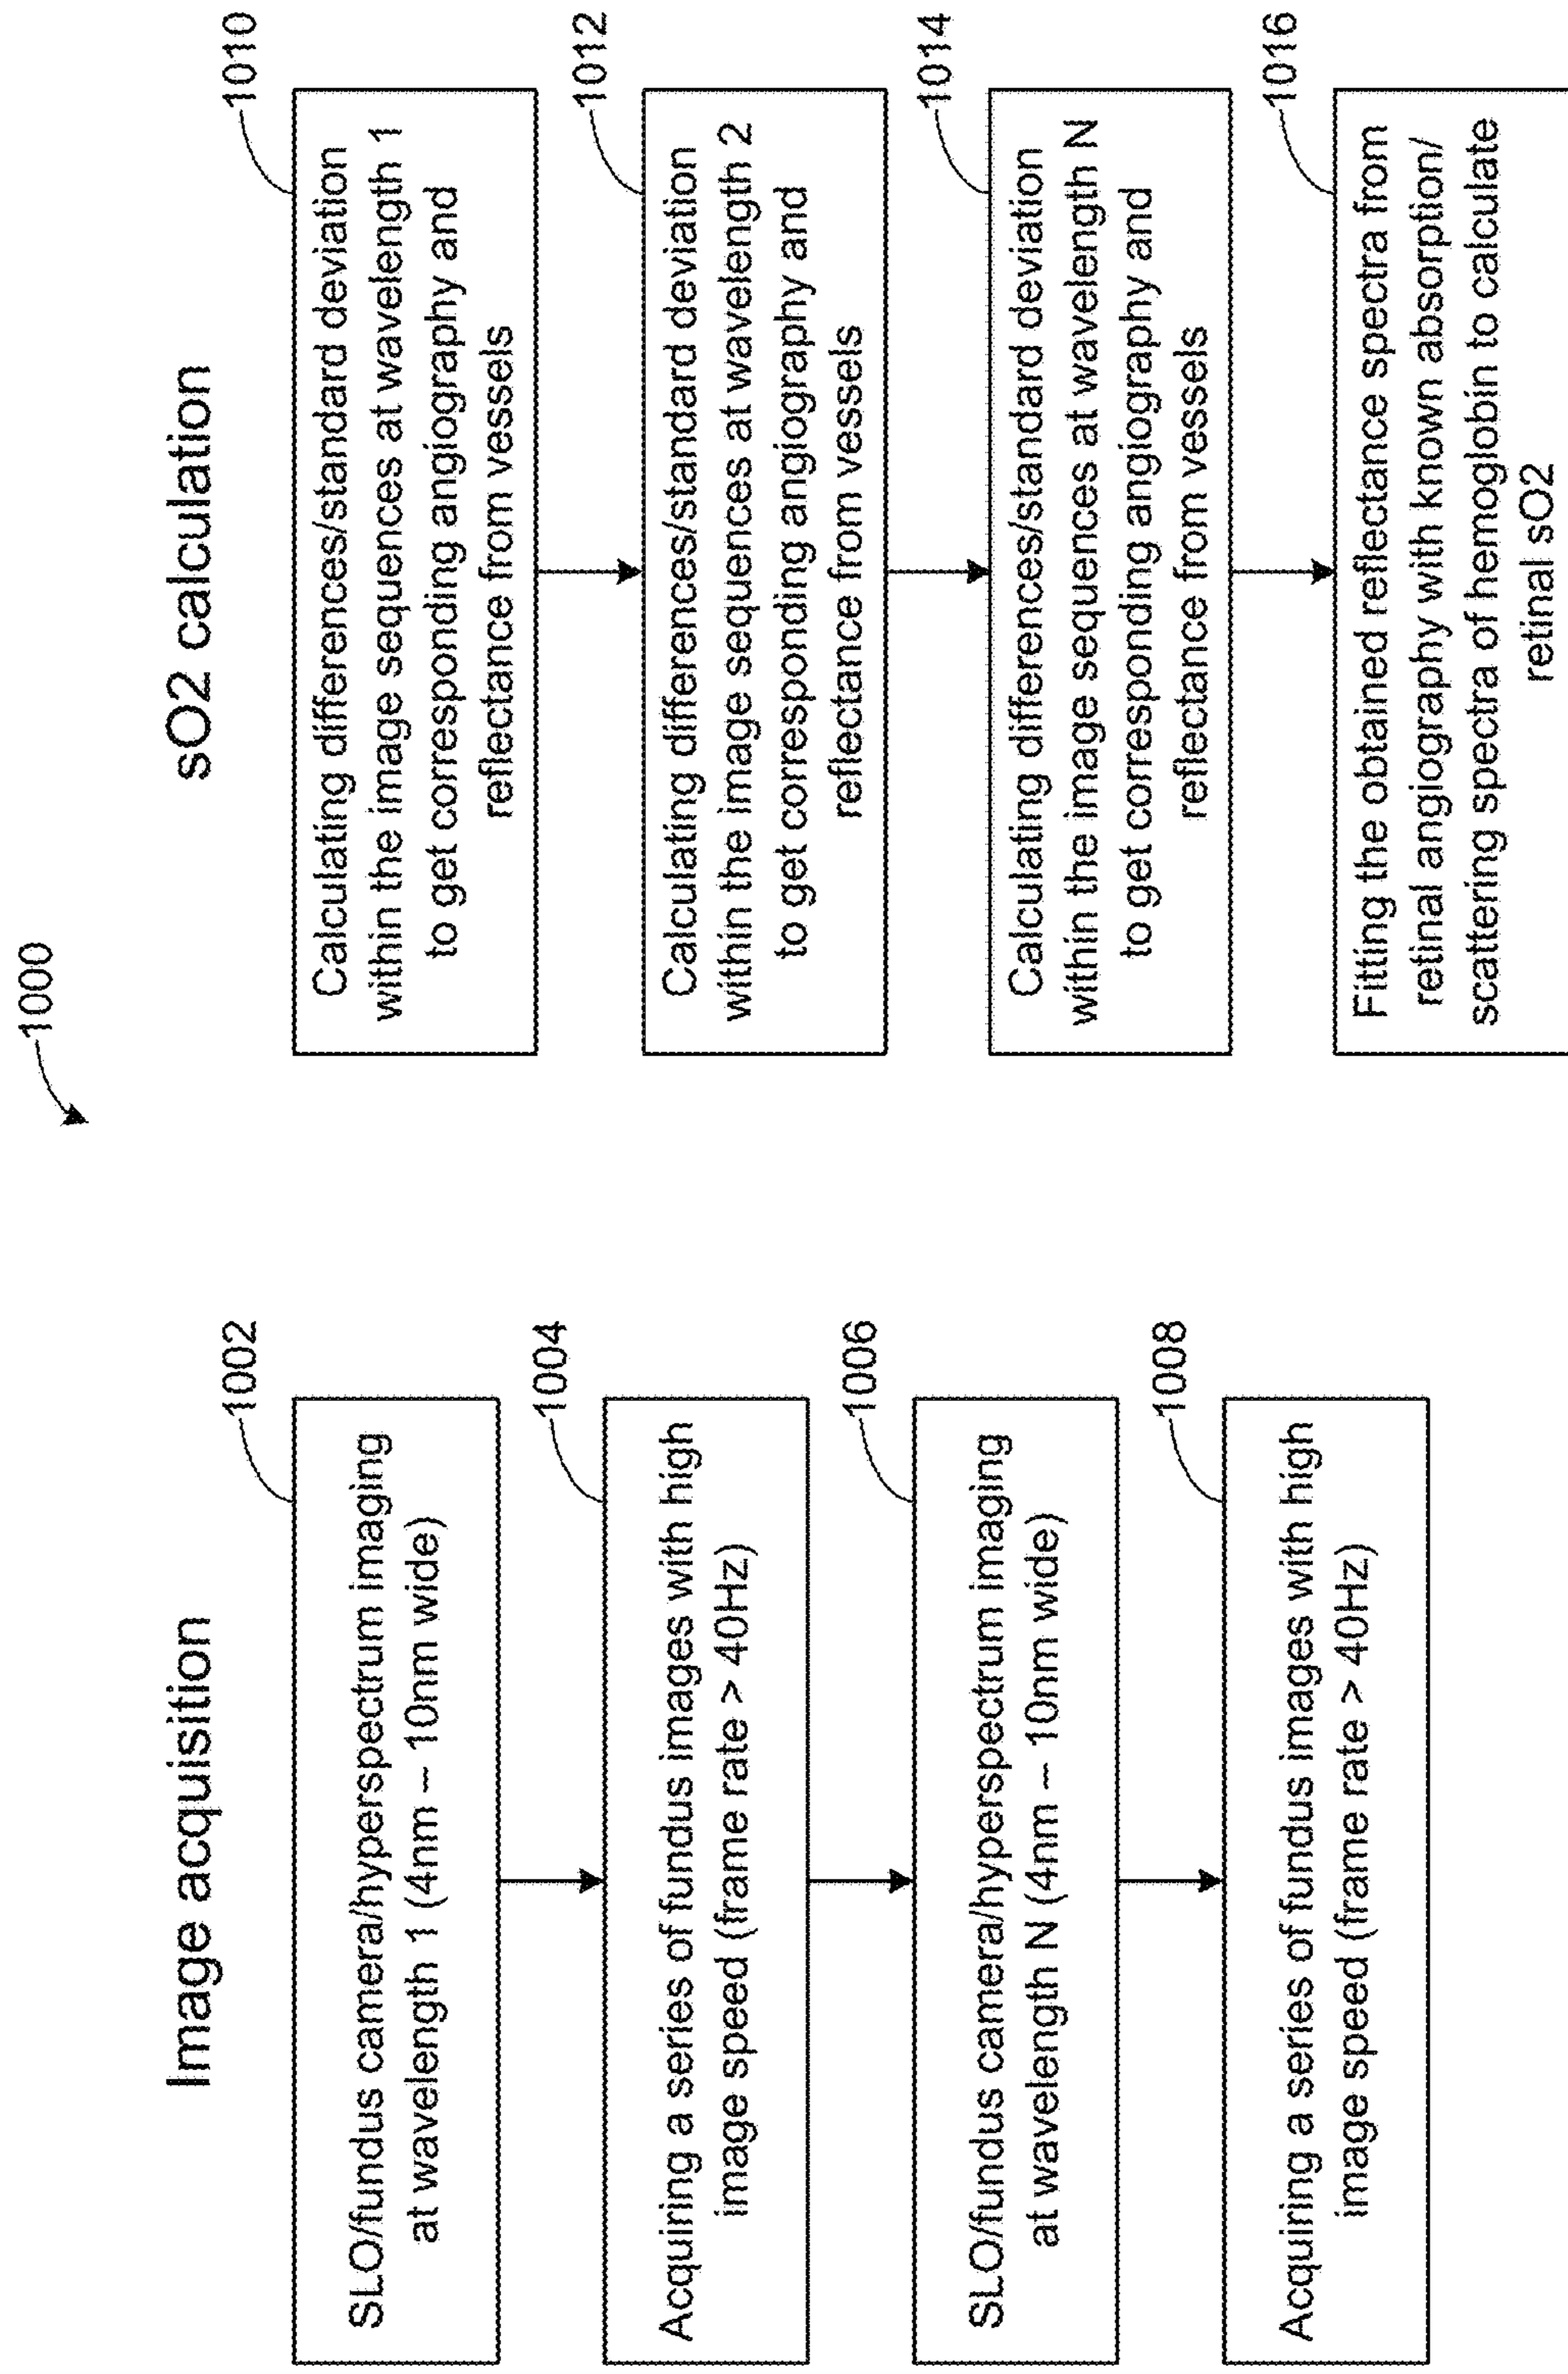 1000
Image acquisition
1002
SLO/fundus camera/hyperspectrum imaging
at wavelength 1 (4nm – 10nm wide)
1004
Acquiring a series of fundus images with high
image speed (frame rate > 40Hz)
1006
SLO/fundus camera/hyperspectrum imaging
at wavelength N (4nm – 10nm wide)
1008
Acquiring a series of fundus images with high
image speed (frame rate > 40Hz)
sO2 calculation
1010
Calculating differences/standard deviation
within the image sequences at wavelength 1
to get corresponding angiography and
reflectance from vessels
1012
Calculating differences/standard deviation
within the image sequences at wavelength 2
to get corresponding angiography and
reflectance from vessels
1014
Calculating differences/standard deviation
within the image sequences at wavelength N
to get corresponding angiography and
reflectance from vessels
1016
Fitting the obtained reflectance spectra from
retinal angiography with known absorption/
scattering spectra of hemoglobin to calculate
retinal sO2